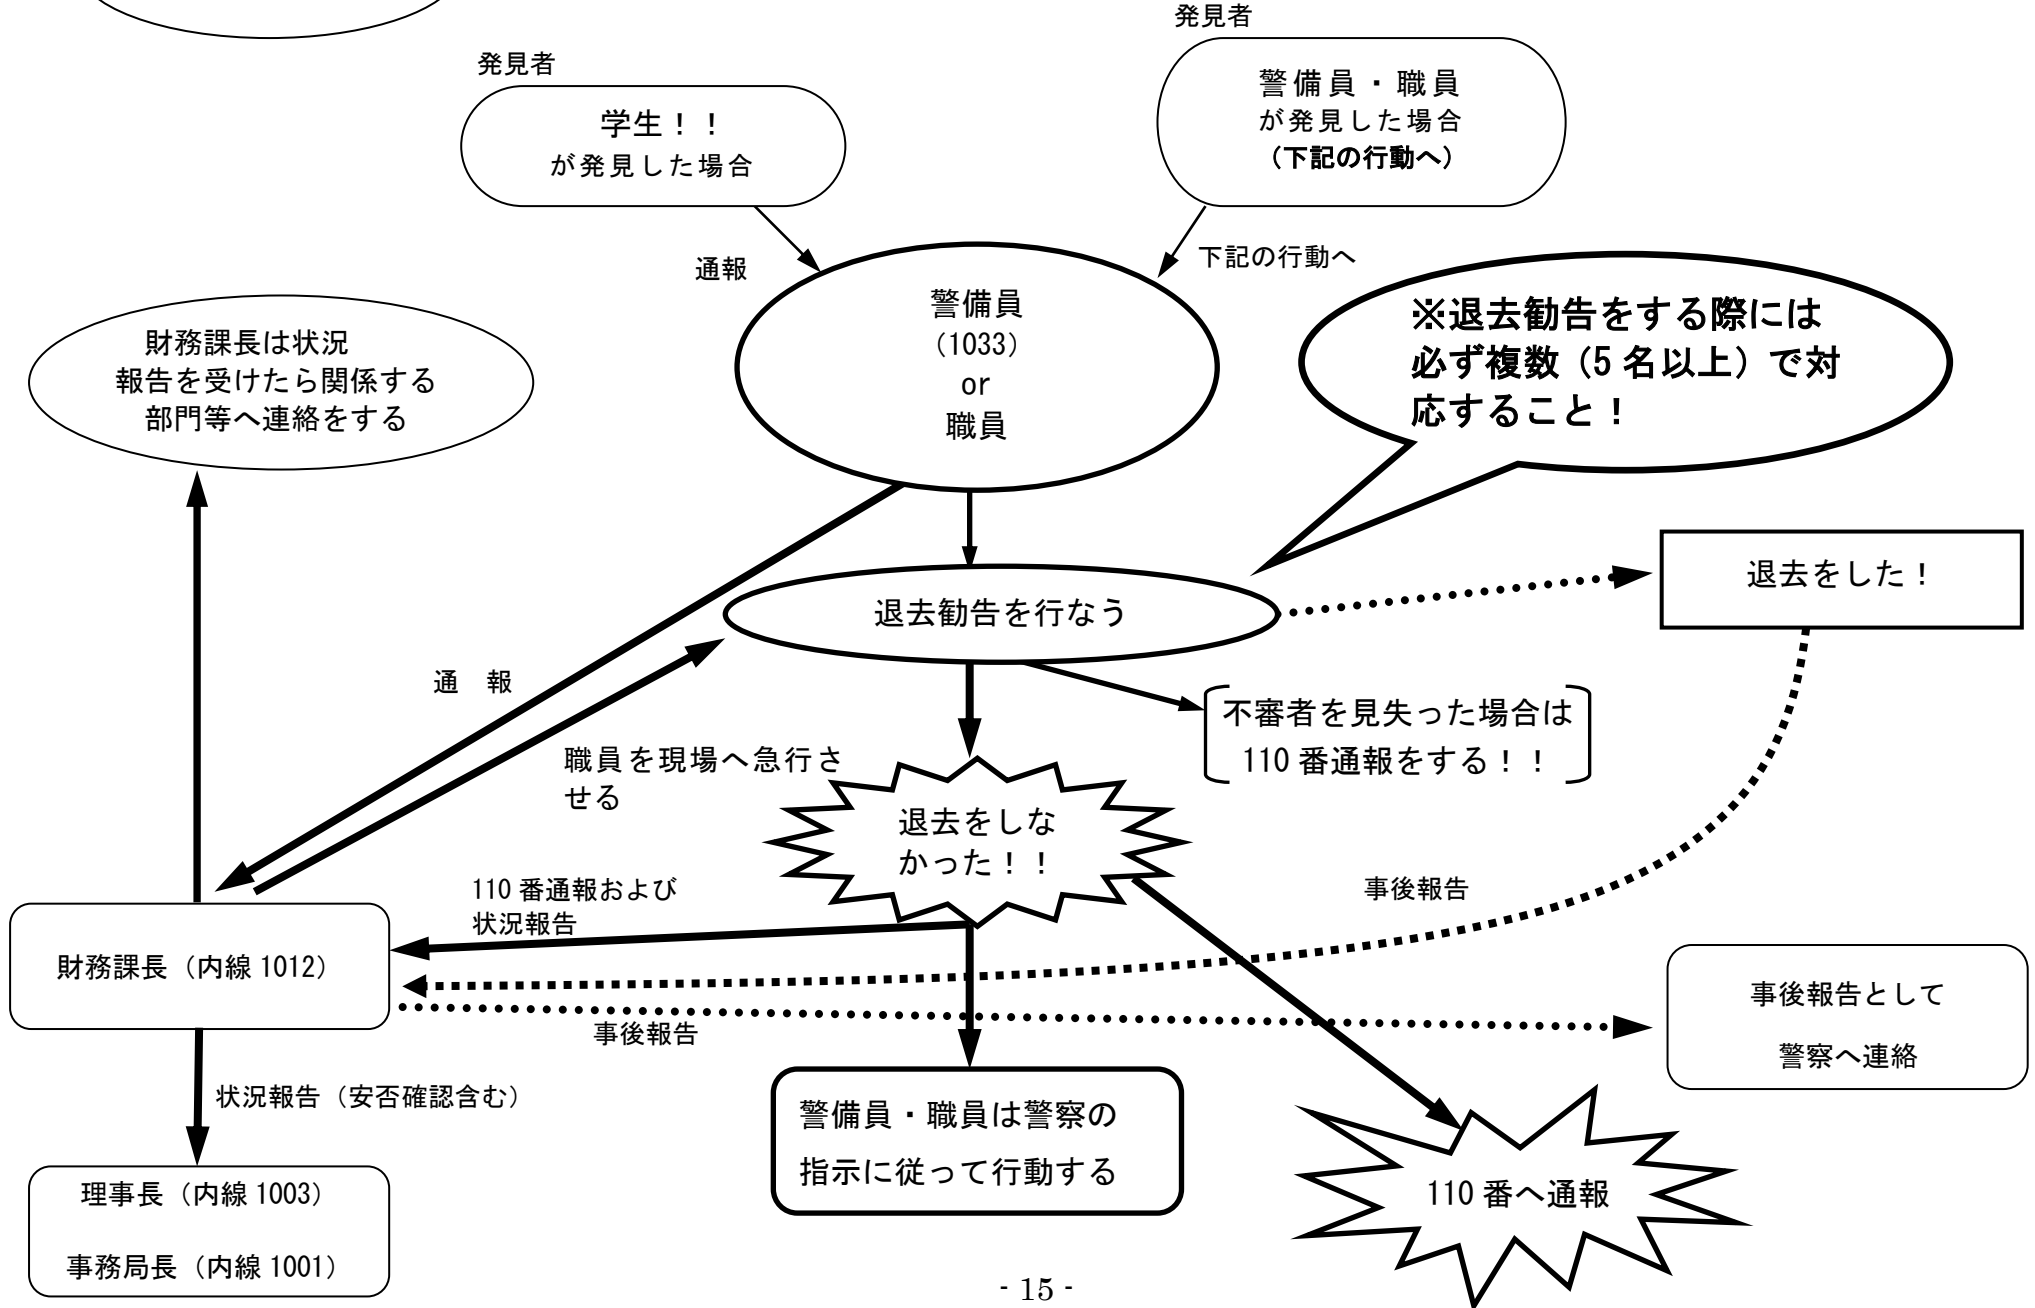 発見者
発見者
学生！！
が発見した場合
警備員・職員
が発見した場合
（下記の行動へ）
通報
下記の行動へ
警備員
（1033）
or
職員
※退去勧告をする際には
必ず複数（5 名以上）で対
応すること！
財務課長は状況
報告を受けたら関係する
部門等へ連絡をする
退去勧告を行なう
退去をした！
通　報
不審者を見失った場合は
110 番通報をする！！
職員を現場へ急行さ
せる
退去をしな
かった！！
110 番通報および
状況報告
事後報告
財務課長（内線 1012）
事後報告
事後報告として
警察へ連絡
状況報告（安否確認含む）
警備員・職員は警察の
指示に従って行動する
110 番へ通報
理事長（内線 1003）
事務局長（内線 1001）
- 15 -